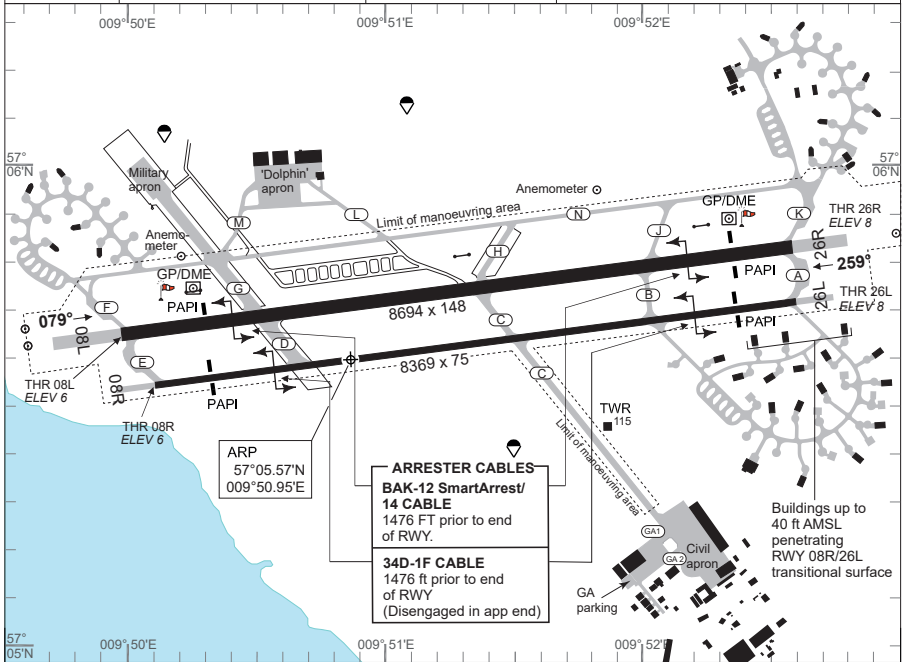 009°50'E
009°51'E
009°52'E
57°
06'N
57°
06'N
Military
apron
'Dolphin'
apron
Anemometer
GP/DME
K
THR 26R
ELEV 8
M
L
Limit of manoeuvring area
N
J
Anemo-
meter
H
26R
GP/DME
PAPI
259°
A
G
PAPI
F
8694 x 148
B
26L
THR 26L
ELEV 8
079°
08L
C
PAPI
D
E
8369 x 75
C
THR 08L
ELEV 6
08R
PAPI
THR 08R
ELEV 6
TWR
115
ARP
57°05.57'N
009°50.95'E
Limit of manoeuvring area
ARRESTER CABLES
BAK-12 SmartArrest/
14 CABLE
1476 FT prior to end
of RWY.
34D-1F CABLE
1476 ft prior to end
of RWY
(Disengaged in app end)
Buildings up to
40 ft AMSL
penetrating
RWY 08R/26L
transitional surface
GA1
GA 2
Civil
apron
GA
parking
57°
05'N
009°50'E
009°51'E
009°52'E